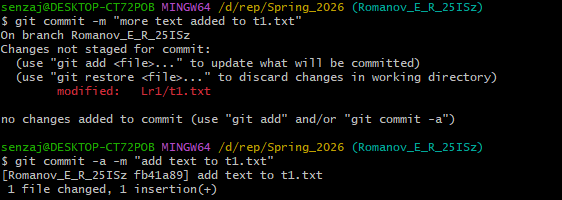 senzaj@DESKTOP-CT72POB MINGW64 /d/rep/Spring_2026 (Romanov_E_R_25ISz)
$ git commit -m "more text added to t1.txt"
On branch Romanov_E_R_25ISz
Changes not staged for commit:
  (use "git add <file>..." to update what will be committed)
  (use "git restore <file>..." to discard changes in working directory)
        modified:   Lr1/t1.txt

no changes added to commit (use "git add" and/or "git commit -a")

senzaj@DESKTOP-CT72POB MINGW64 /d/rep/Spring_2026 (Romanov_E_R_25ISz)
$ git commit -a -m "add text to t1.txt"
[Romanov_E_R_25ISz fb41a89] add text to t1.txt
 1 file changed, 1 insertion(+)